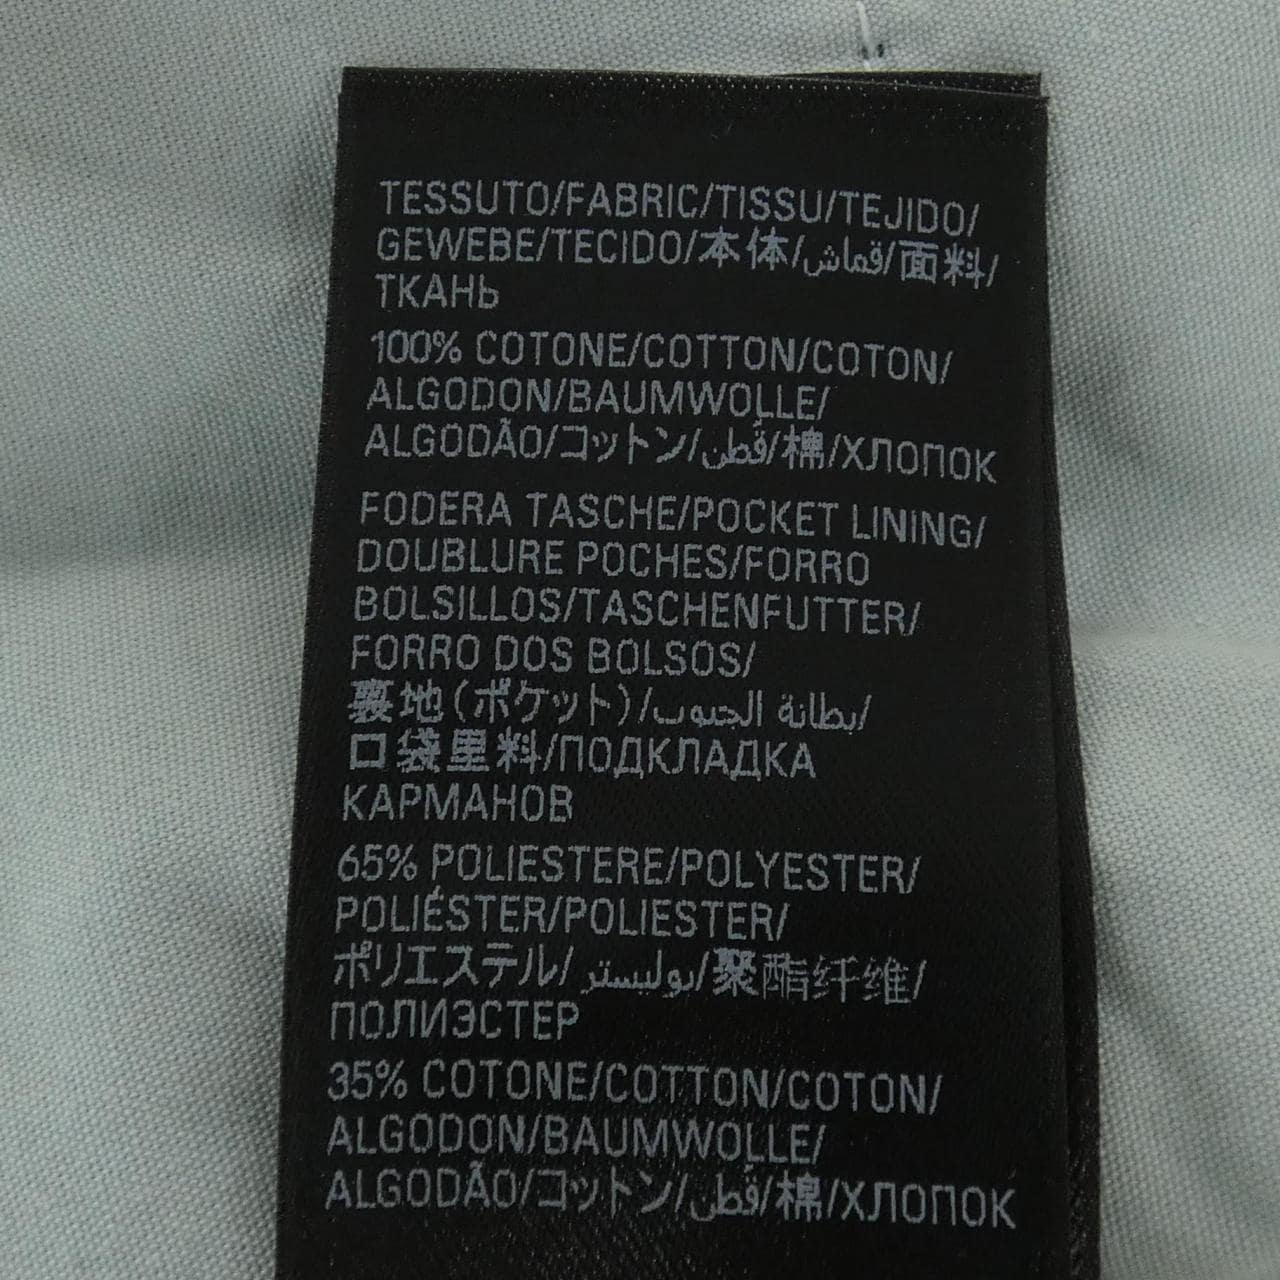 TESSUTO/FABRIC/TISSU/TEJIDO/
GEWEBE/TECIDO/本体/قماش/面料/
ТКАНЬ
100% COTONE/COTTON/COTON/
ALGODON/BAUMWOLLE/
ALGODÃO/コットン/قُطن/棉/ХЛОПОК
FODERA TASCHE/POCKET LINING/
DOUBLURE POCHES/FORRO
BOLSILLOS/TASCHENFUTTER/
FORRO DOS BOLSOS/
裏地(ポケット)/بطانة الجيوب/
口袋里料/ПОДКЛАДКА
КАРМАНОВ
65% POLIESTERE/POLYESTER/
POLIÉSTER/POLIESTER/
ポリエステル/بوليستر/聚酯纤维/
ПОЛИЭСТЕР
35% COTONE/COTTON/COTON/
ALGODON/BAUMWOLLE/
ALGODÃO/コットン/قُطن/棉/ХЛОПОК